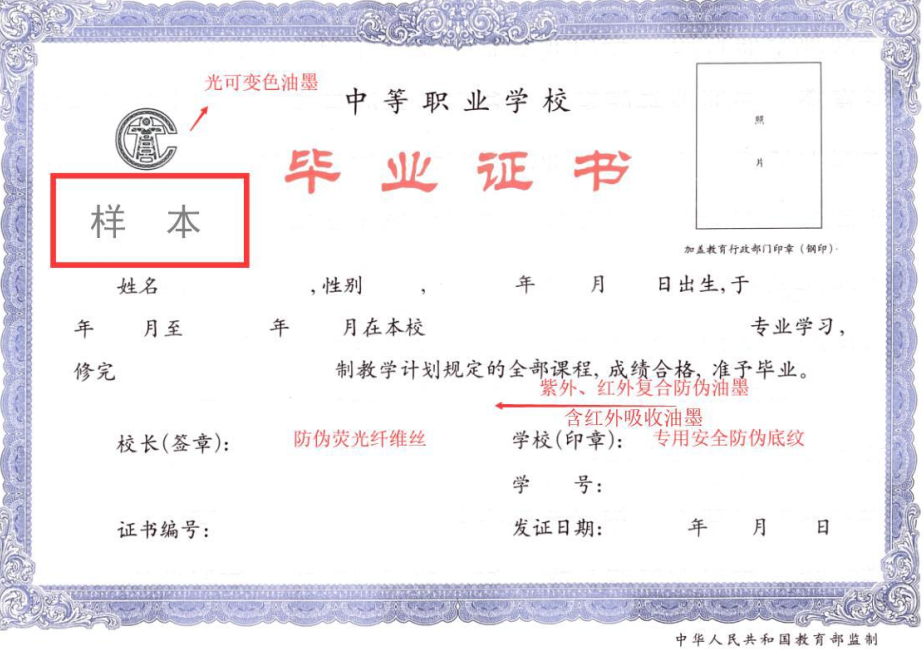 光可变色油墨
中等职业学校
毕业证书
照
片
样 本
加盖教育行政部门印章(钢印)
姓名 ,性别 , 年 月 日出生,于
年 月至 年 月在本校 专业学习,
修完 制教学计划规定的全部课程,成绩合格,准予毕业。
紫外、红外复合防伪油墨
含红外吸收油墨
校长(签章): 防伪荧光纤维丝 学校(印章): 专用安全防伪底纹
学 号:
证书编号: 发证日期: 年 月 日
中华人民共和国教育部监制